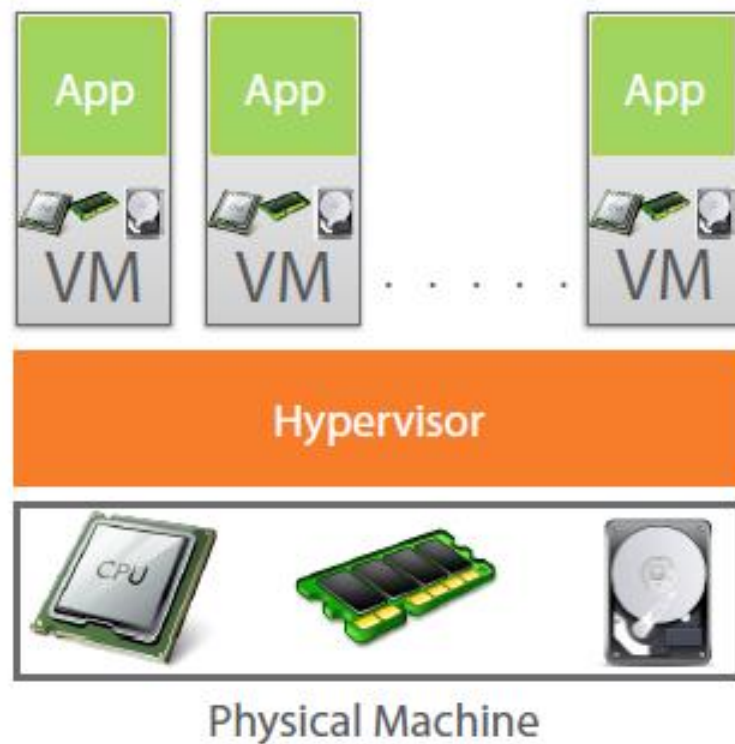 App App App
VM VM . . . . . VM
Hypervisor
CPU
Physical Machine